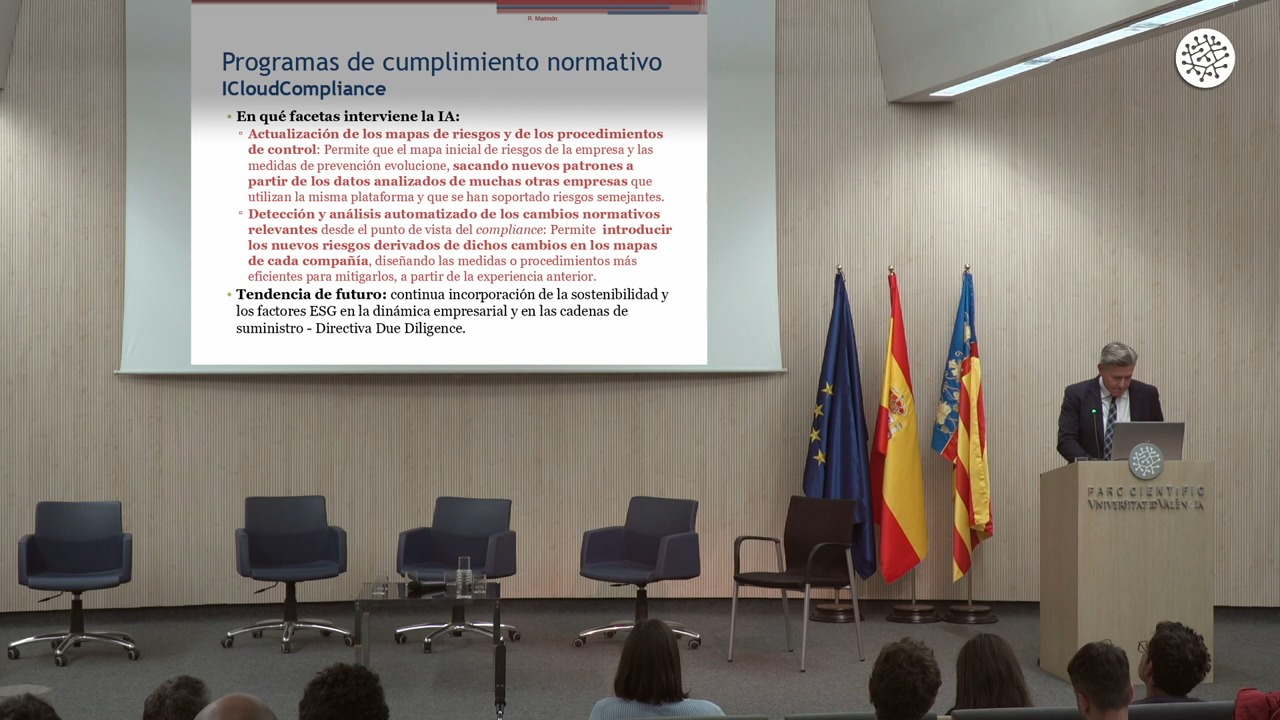 R. Marimón
Programas de cumplimiento normativo
ICloudCompliance
• En qué facetas interviene la IA:
▫ Actualización de los mapas de riesgos y de los procedimientos
de control: Permite que el mapa inicial de riesgos de la empresa y las
medidas de prevención evolucione, sacando nuevos patrones a
partir de los datos analizados de muchas otras empresas que
utilizan la misma plataforma y que se han soportado riesgos semejantes.
▫ Detección y análisis automatizado de los cambios normativos
relevantes desde el punto de vista del compliance: Permite introducir
los nuevos riesgos derivados de dichos cambios en los mapas
de cada compañía, diseñando las medidas o procedimientos más
eficientes para mitigarlos, a partir de la experiencia anterior.
• Tendencia de futuro: continua incorporación de la sostenibilidad y
los factores ESG en la dinámica empresarial y en las cadenas de
suministro - Directiva Due Diligence.
PARC CIENTÍFIC
UNIVERSITAT DE VALÈNCIA